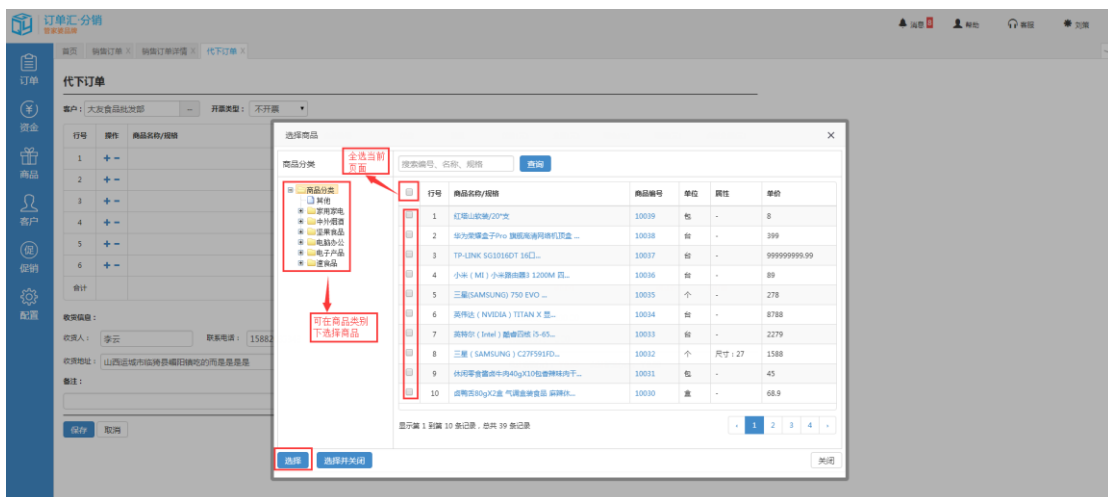 订单汇·分销
管家婆品牌
消息 帮助 客服 刘策
首页 销售订单 × 销售订单详情 × 代下订单 ×
订单
资金
商品
客户
促
促销
配置
代下订单
客户： 大友食品批发部 ... 开票类型： 不开票
行号 操作 商品名称/规格
1 + −
2 + −
3 + −
4 + −
5 + −
6 + −
合计
收货信息：
收货人： 李云 联系电话： 15882
收货地址：
备注：
保存 取消
选择商品 ×
商品分类
全选当前
页面
搜索编号、名称、规格 查询
商品分类
其他
家用家电
中外烟酒
坚果食品
电脑办公
电子产品
速食品
可在商品类别
下选择商品
行号 商品名称/规格 商品编号 单位 属性 单价
1 红塔山软装/20*支 10039 包 - 8
2 华为荣耀盒子Pro 旗舰高清网络机顶盒 ... 10038 台 - 399
3 TP-LINK SG1016DT 16口... 10037 台 - 999999999.99
4 小米（MI）小米路由器3 1200M 四... 10036 台 - 89
5 三星(SAMSUNG) 750 EVO ... 10035 个 - 278
6 英伟达（NVIDIA）TITAN X 显... 10034 台 - 8788
7 英特尔（Intel）酷睿四核 i5-65... 10033 台 - 2279
8 三星（SAMSUNG）C27F591FD... 10032 个 尺寸：27 1588
9 休闲零食酱卤牛肉40gX10包香辣味肉干... 10031 包 - 45
10 卤鸭舌80gX2盒 气调盒装食品 麻辣休... 10030 盒 - 68.9
显示第 1 到第 10 条记录，总共 39 条记录
‹ 1 2 3 4 ›
选择 选择并关闭 关闭